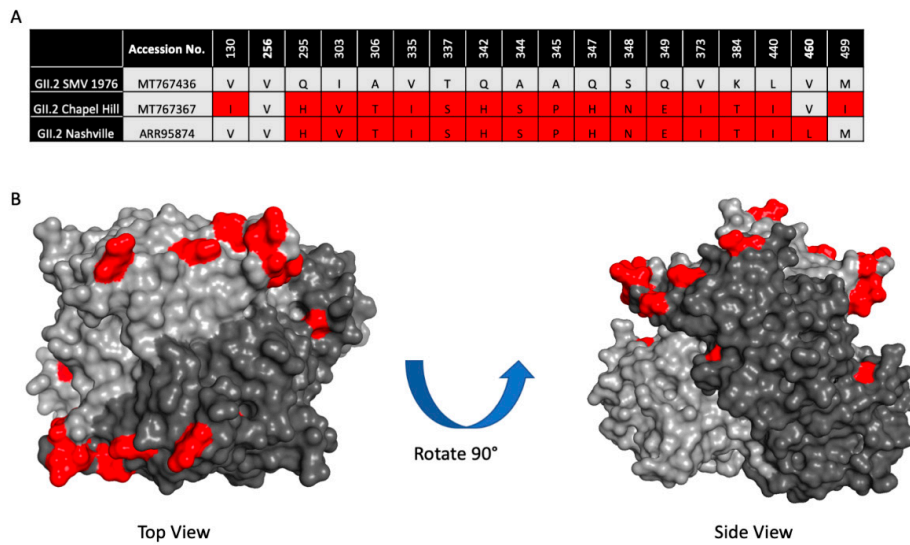 A
Accession No. 130 256 295 303 306 335 337 342 344 345 347 348 349 373 384 440 460 499
GII.2 SMV 1976 MT767436 V V Q I A V T Q A A Q S Q V K L V M
GII.2 Chapel Hill MT767367 I V H V T I S H S P H N E I T I V I
GII.2 Nashville ARR95874 V V H V T I S H S P H N E I T I L M
B
Rotate 90°
Top View
Side View